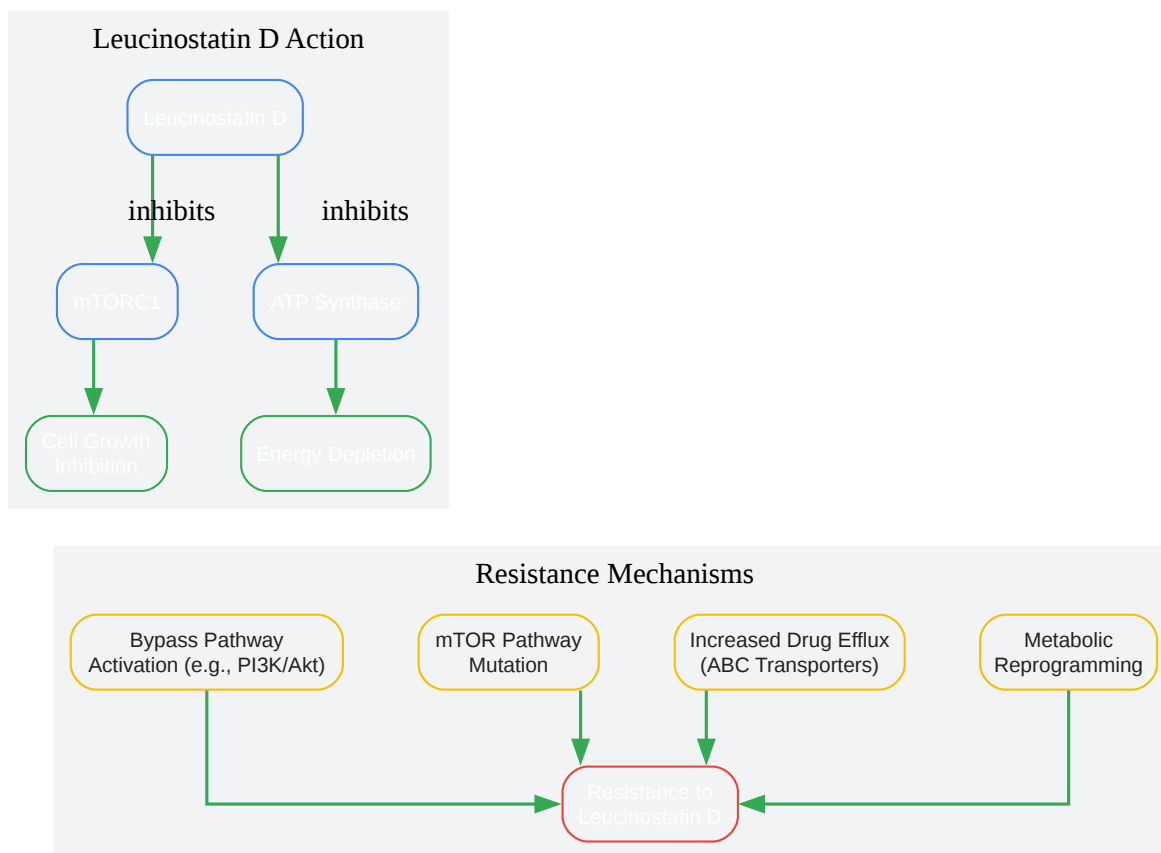 Leucinostatin D Action
Leucinostatin D
inhibits
inhibits
mTORC1
ATP Synthase
Cell Growth
Inhibition
Energy Depletion
Resistance Mechanisms
Bypass Pathway
Activation (e.g., PI3K/Akt)
mTOR Pathway
Mutation
Increased Drug Efflux
(ABC Transporters)
Metabolic
Reprogramming
Resistance to
Leucinostatin D